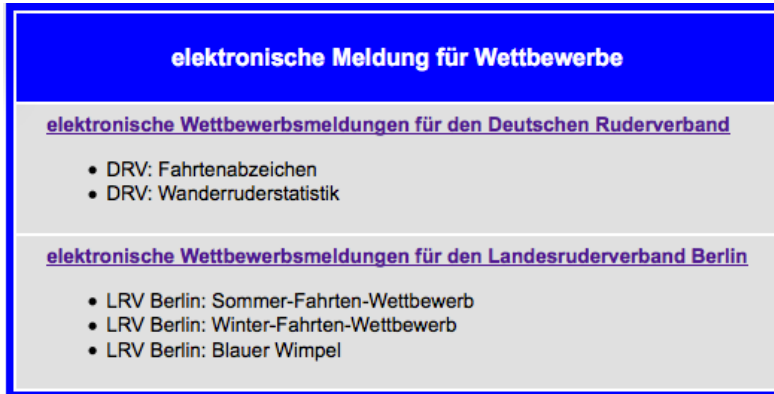 elektronische Meldung für Wettbewerbe
elektronische Wettbewerbsmeldungen für den Deutschen Ruderverband
• DRV: Fahrtenabzeichen
• DRV: Wanderruderstatistik
elektronische Wettbewerbsmeldungen für den Landesruderverband Berlin
• LRV Berlin: Sommer-Fahrten-Wettbewerb
• LRV Berlin: Winter-Fahrten-Wettbewerb
• LRV Berlin: Blauer Wimpel